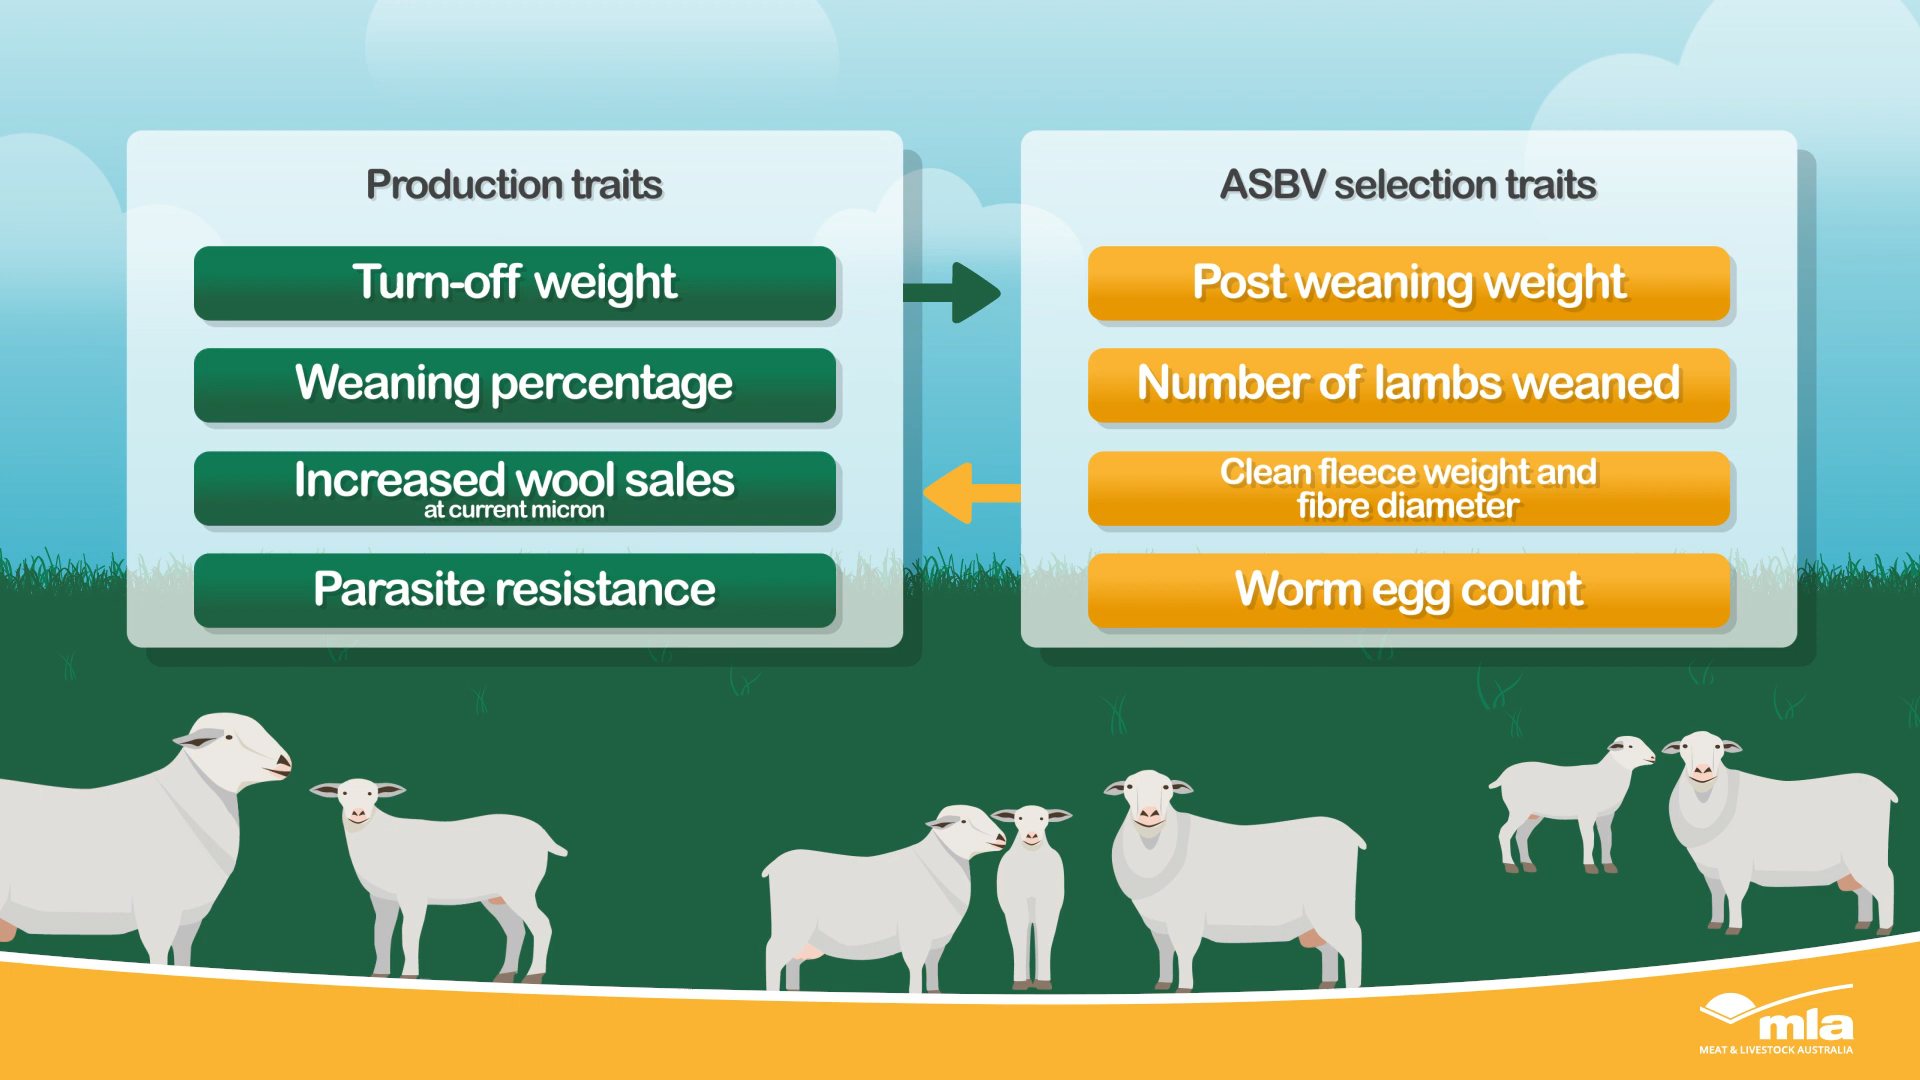 Production traits
Turn-off weight
Weaning percentage
Increased wool sales
at current micron
Parasite resistance
ASBV selection traits
Post weaning weight
Number of lambs weaned
Clean fleece weight and
fibre diameter
Worm egg count
mla
MEAT & LIVESTOCK AUSTRALIA